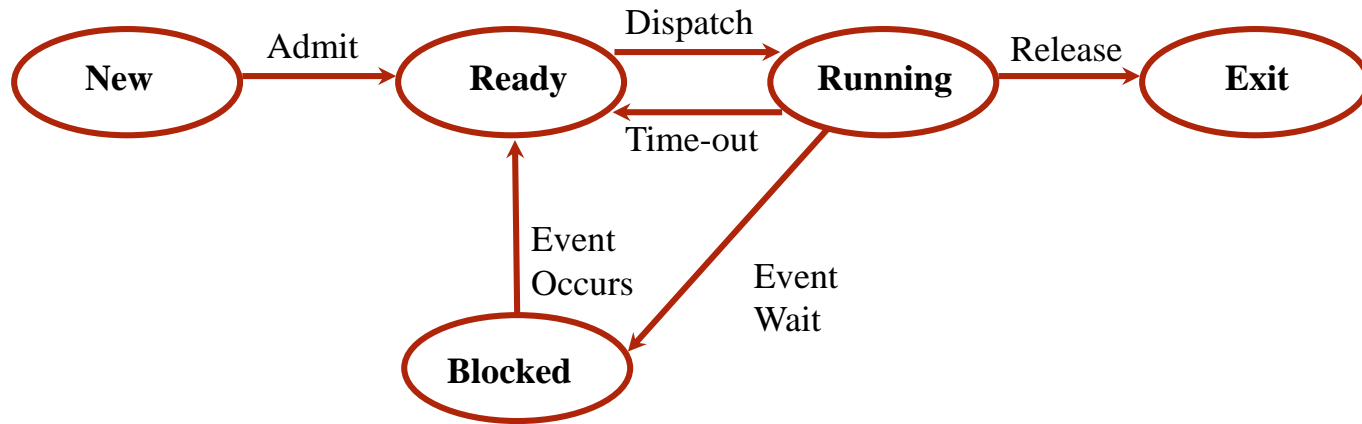 Dispatch
Admit
Release
New
Ready
Running
Exit
Time-out
Event
Occurs
Event
Wait
Blocked